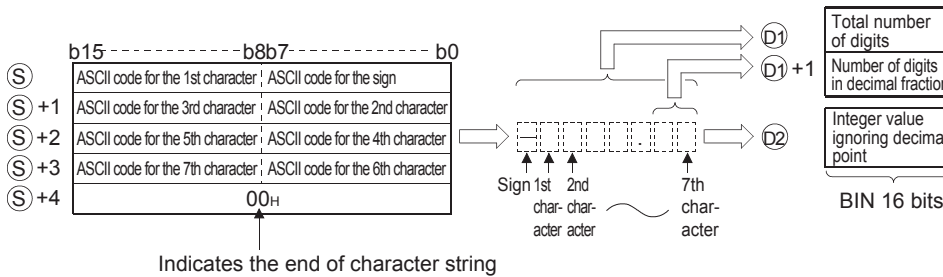 b15 b8b7 b0
S ASCII code for the 1st character ASCII code for the sign
S +1 ASCII code for the 3rd character ASCII code for the 2nd character
S +2 ASCII code for the 5th character ASCII code for the 4th character
S +3 ASCII code for the 7th character ASCII code for the 6th character
S +4 00H
Indicates the end of character string
— .
Sign 1st char- acter
2nd char- acter
7th char- acter
D1 Total number
of digits
D1 +1 Number of digits
in decimal fraction
D2 Integer value
ignoring decimal
point
BIN 16 bits